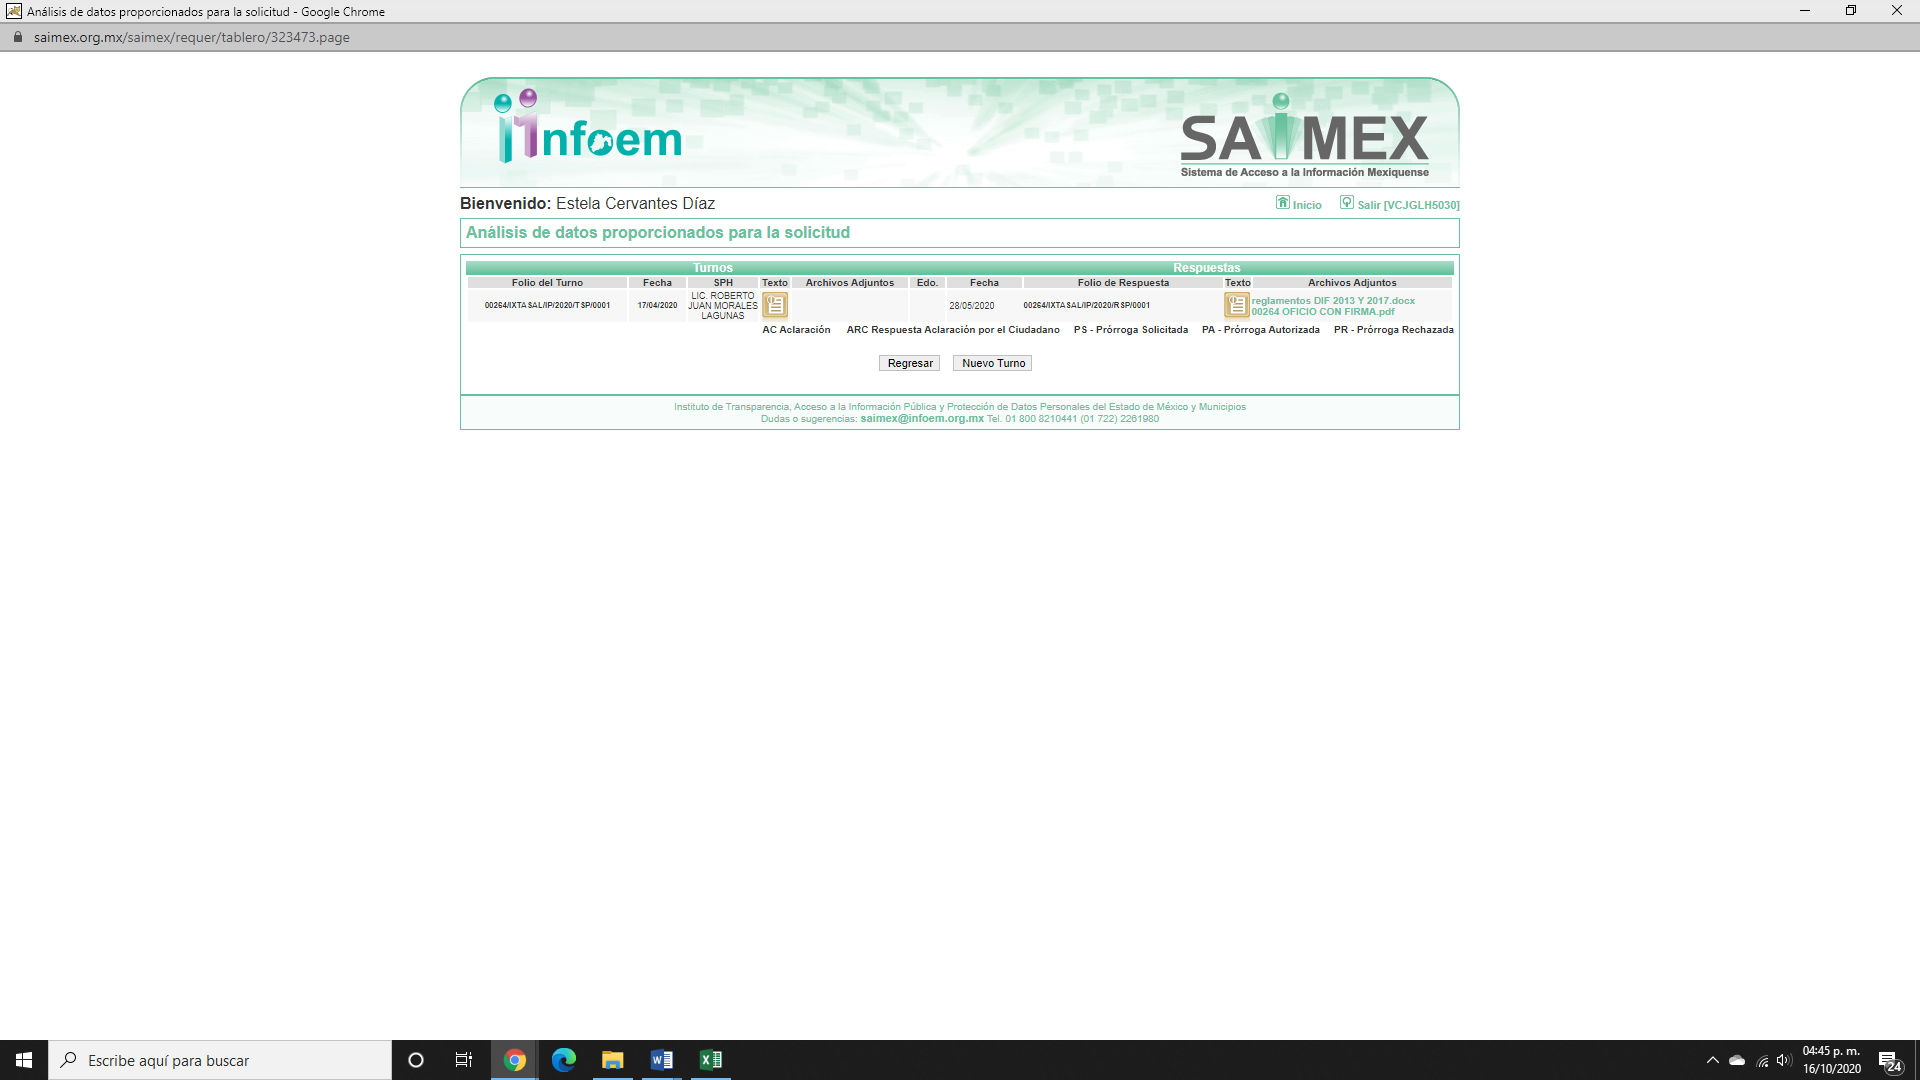 Análisis de datos proporcionados para la solicitud - Google Chrome
saimex.org.mx/saimex/requer/tablero/323473.page
infoem
SAIMEX
Sistema de Acceso a la Información Mexiquense
Bienvenido: Estela Cervantes Díaz
Inicio Salir [VCJGLH5030]
Análisis de datos proporcionados para la solicitud
Turnos Respuestas
Folio del Turno Fecha SPH Texto Archivos Adjuntos Edo. Fecha Folio de Respuesta Texto Archivos Adjuntos
00264/IXTASAL/IP/2020/TSP/0001 17/04/2020 LIC. ROBERTO JUAN MORALES LAGUNAS 28/05/2020 00264/IXTASAL/IP/2020/RSP/0001 reglamentos DIF 2013 Y 2017.docx
00264 OFICIO CON FIRMA.pdf
AC Aclaración ARC Respuesta Aclaración por el Ciudadano PS - Prórroga Solicitada PA - Prórroga Autorizada PR - Prórroga Rechazada
Regresar Nuevo Turno
Instituto de Transparencia, Acceso a la Información Pública y Protección de Datos Personales del Estado de México y Municipios
Dudas o sugerencias: saimex@infoem.org.mx Tel. 01 800 8210441 (01 722) 2261980
Escribe aquí para buscar
04:45 p. m.
16/10/2020
24